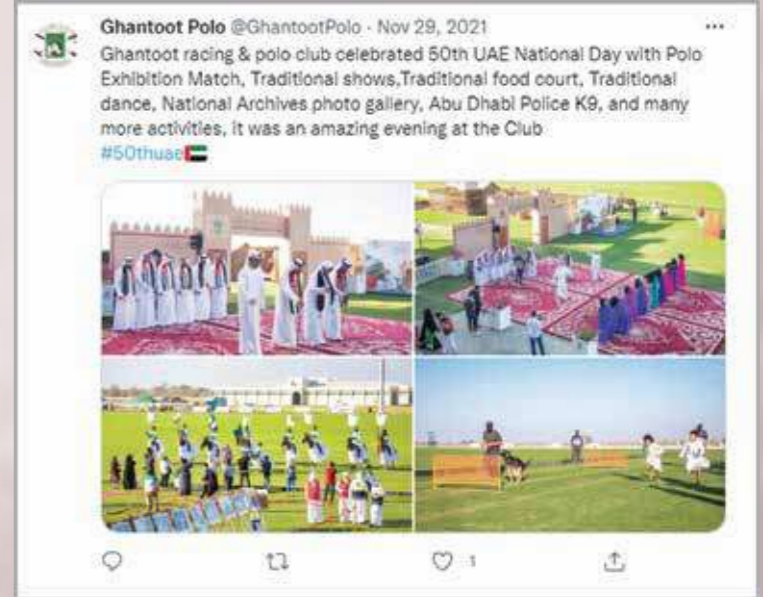 Ghantoot Polo @GhantootPolo · Nov 29, 2021
Ghantoot racing & polo club celebrated 50th UAE National Day with Polo
Exhibition Match, Traditional shows,Traditional food court, Traditional
dance, National Archives photo gallery, Abu Dhabi Police K9, and many
more activities, it was an amazing evening at the Club
#50thuae🇦🇪
1